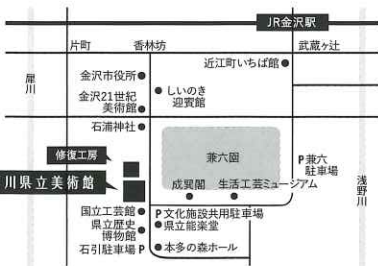 JR金沢駅
片町
香林坊
武蔵ヶ辻
近江町いちば館
金沢市役所
しいのき
迎賓館
犀川
金沢21世紀
美術館
石浦神社
兼六園
修復工房
P兼六
駐車場
川県立美術館
成巽閣
生活工芸ミュージアム
浅野川
国立工芸館
P文化施設共用駐車場
県立歴史
博物館
県立能楽堂
石引駐車場 P
本多の森ホール